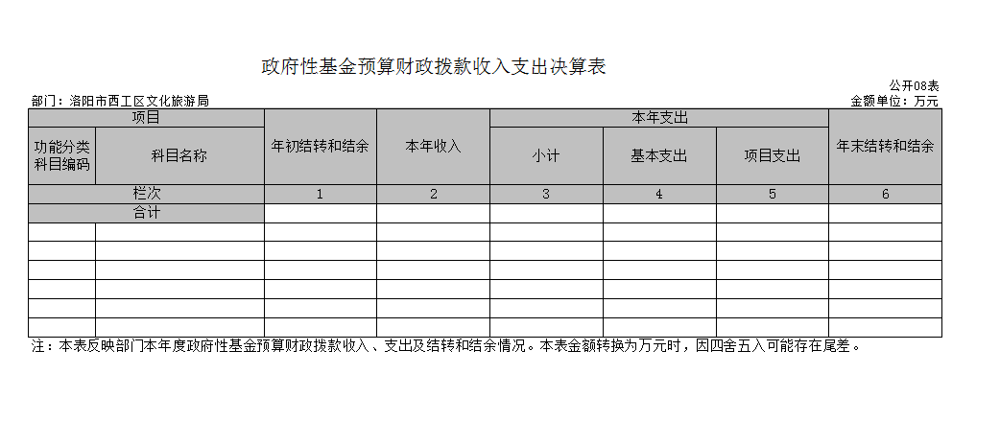 政府性基金预算财政拨款收入支出决算表
公开08表
部门：洛阳市西工区文化旅游局 金额单位：万元
项目 年初结转和结余 本年收入 本年支出 年末结转和结余
功能分类科目编码 科目名称 小计 基本支出 项目支出
栏次 1 2 3 4 5 6
合计
注：本表反映部门本年度政府性基金预算财政拨款收入、支出及结转和结余情况。本表金额转换为万元时，因四舍五入可能存在尾差。